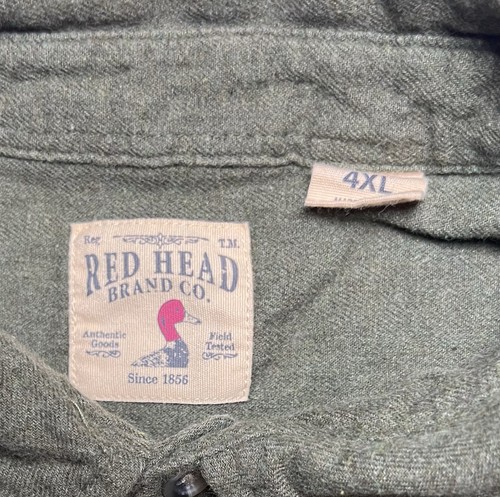 4XL
Reg T.M.
RED HEAD
BRAND CO.
Authentic Field
Goods Tested
Since 1856